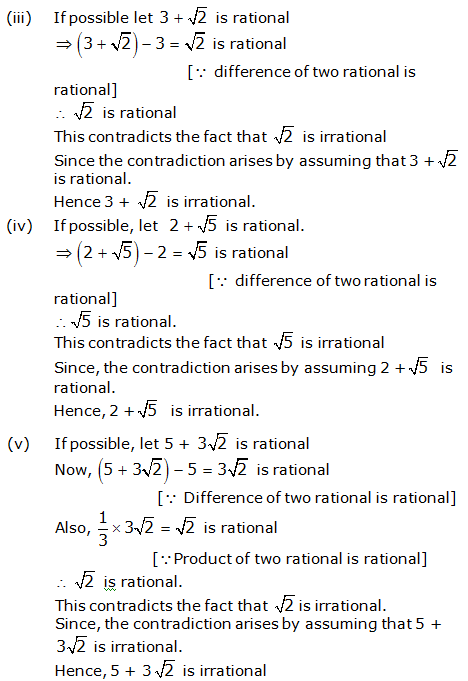 (iii) If possible let 3 + √2 is rational
⇒ (3 + √2) − 3 = √2 is rational
[∵ difference of two rational is
rational]
∴ √2 is rational
This contradicts the fact that √2 is irrational
Since the contradiction arises by assuming that 3 + √2
is rational.
Hence 3 + √2 is irrational.
(iv) If possible, let 2 + √5 is rational.
⇒ (2 + √5) − 2 = √5 is rational
[∵ difference of two rational is
rational]
∴ √5 is rational.
This contradicts the fact that √5 is irrational
Since, the contradiction arises by assuming 2 + √5 is
rational.
Hence, 2 + √5 is irrational.
(v) If possible, let 5 + 3√2 is rational
Now, (5 + 3√2) − 5 = 3√2 is rational
[∵ Difference of two rational is rational]
Also, 1/3 × 3√2 = √2 is rational
[∵ Product of two rational is rational]
∴ √2 is rational.
This contradicts the fact that √2 is irrational.
Since, the contradiction arises by assuming that 5 +
3√2 is irrational.
Hence, 5 + 3√2 is irrational